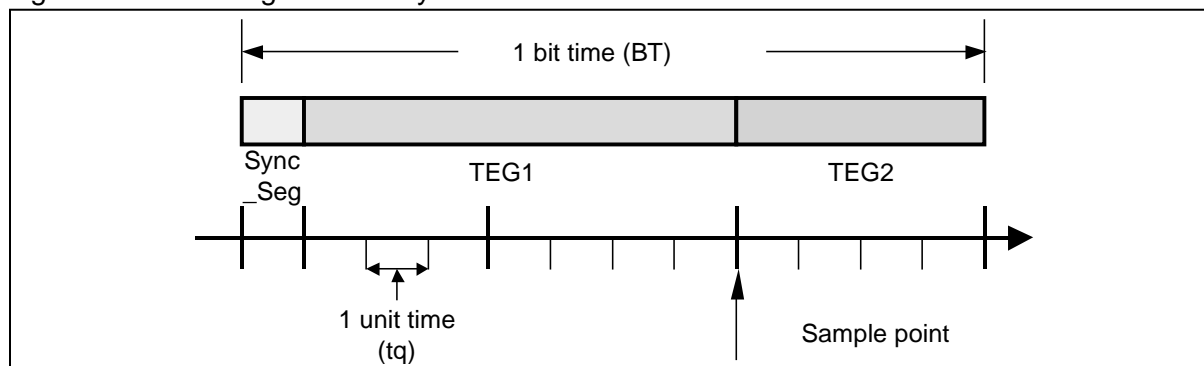 1 bit time (BT)
Sync
_Seg
TEG1
TEG2
1 unit time
(tq)
Sample point